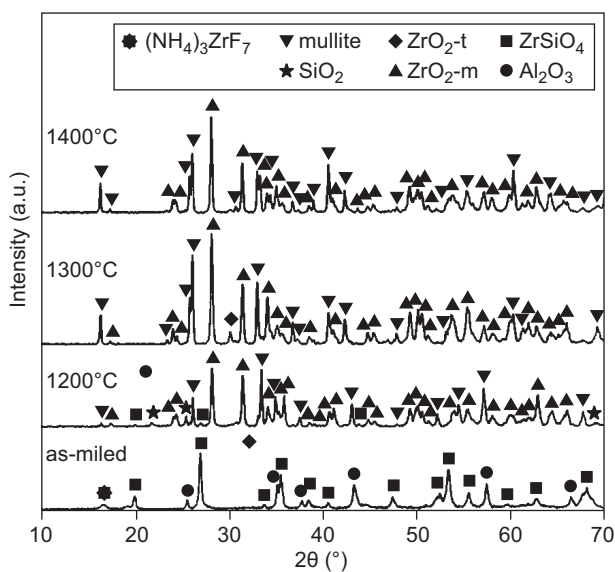 (NH₄)₃ZrF₇ mullite ZrO₂-t ZrSiO₄
SiO₂ ZrO₂-m Al₂O₃
1400°C
1300°C
1200°C
as-miled
Intensity (a.u.)
10 20 30 40 50 60 70
2θ (°)